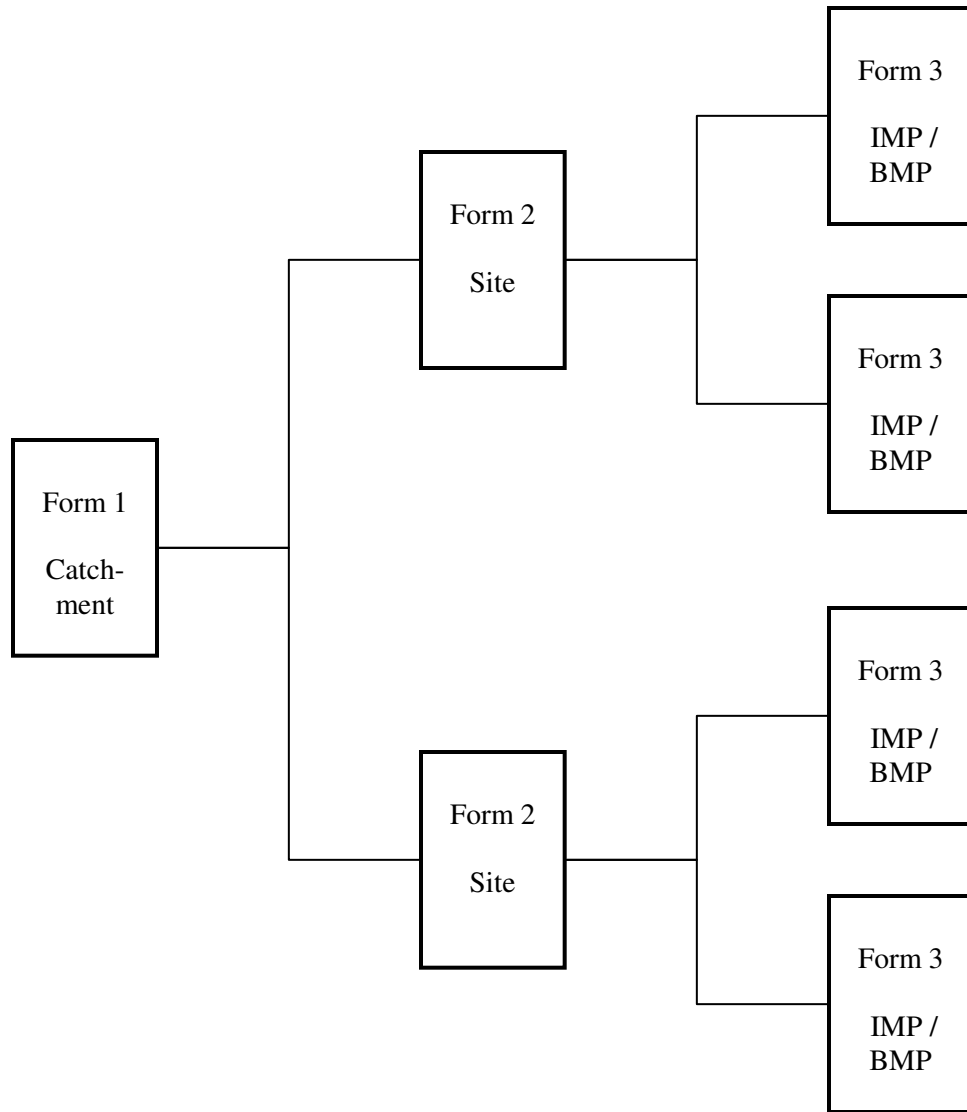 Form 1
Catch-
ment
Form 2
Site
Form 3
IMP /
BMP
Form 3
IMP /
BMP
Form 2
Site
Form 3
IMP /
BMP
Form 3
IMP /
BMP